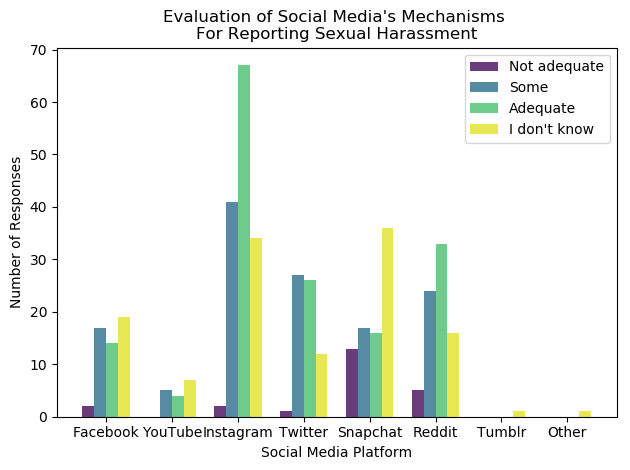 Evaluation of Social Media's Mechanisms
For Reporting Sexual Harassment
Not adequate
Some
Adequate
I don't know
Number of Responses
70
60
50
40
30
20
10
0
Facebook YouTube Instagram Twitter Snapchat Reddit Tumblr Other
Social Media Platform